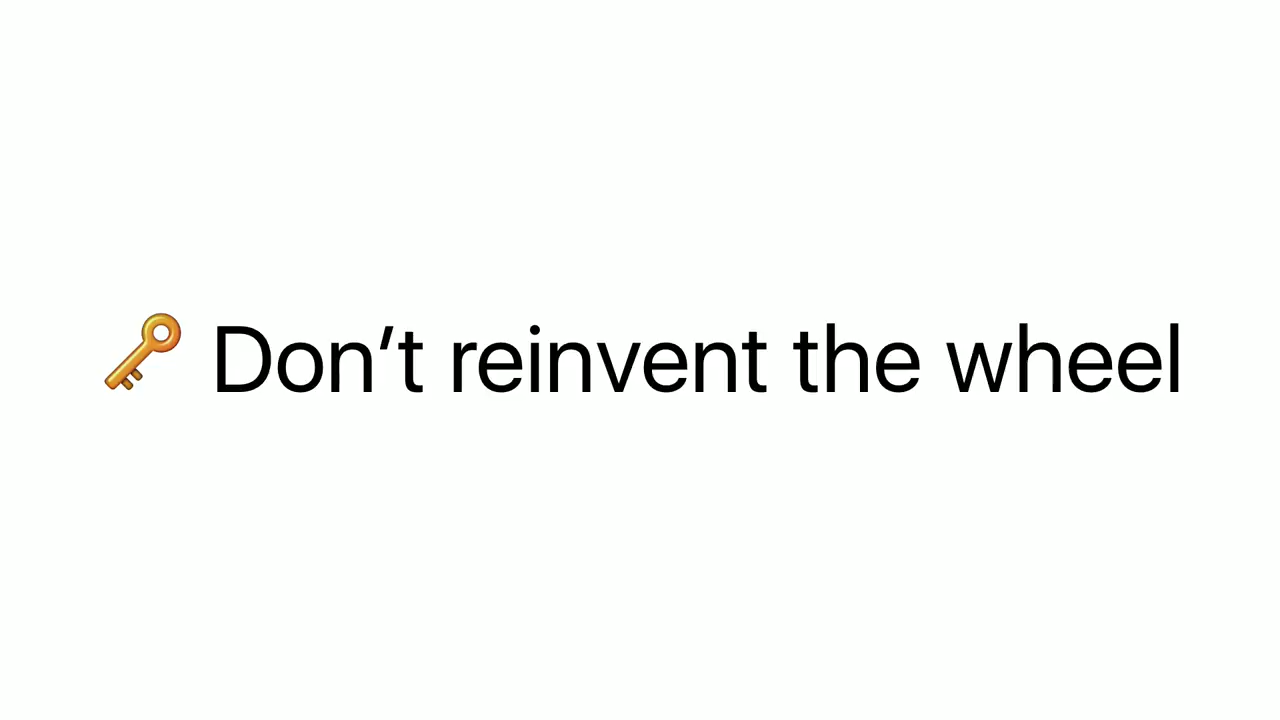 🔑 Don’t reinvent the wheel